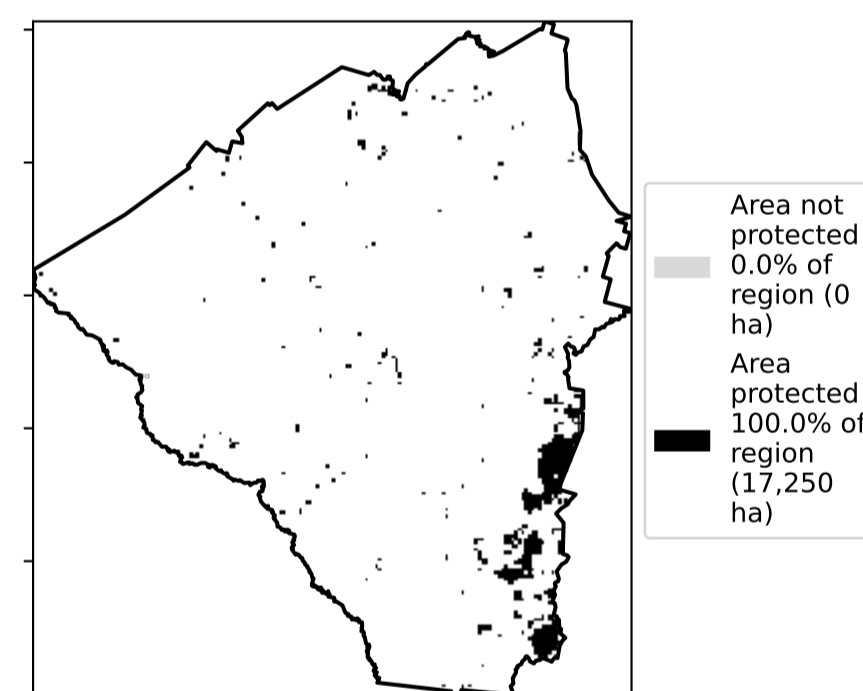 Area not
protected
0.0% of
region (0
ha)
Area
protected
100.0% of
region
(17,250
ha)